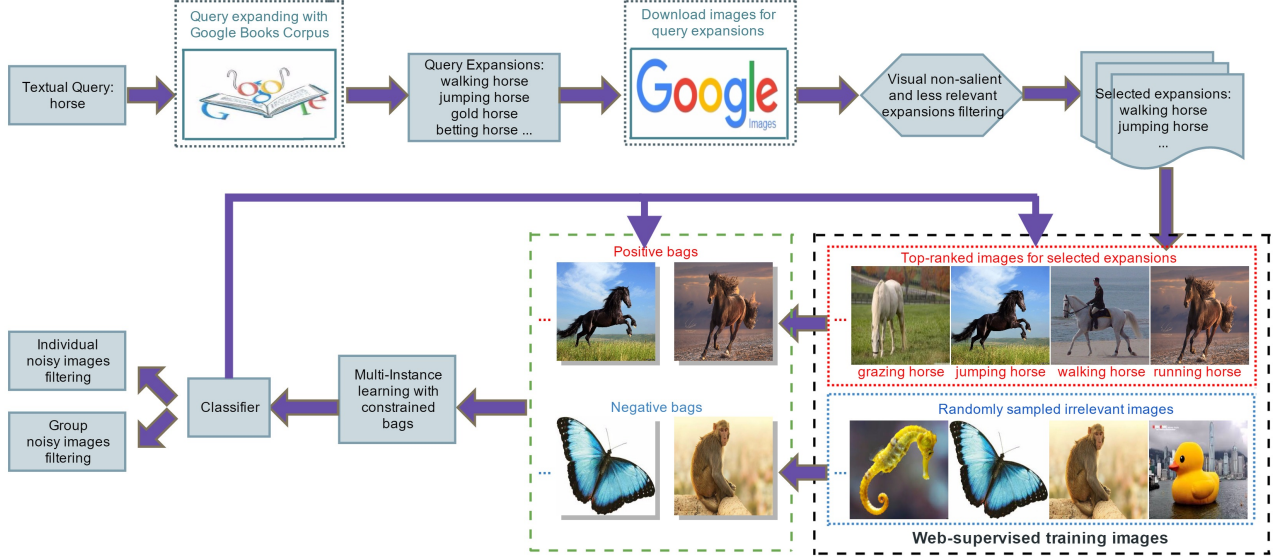 Query expanding with
Google Books Corpus
Download images for
query expansions
Textual Query:
horse
Google
Query Expansions:
walking horse
jumping horse
gold horse
betting horse ...
Google
Images
Visual non-salient
and less relevant
expansions filtering
Selected expansions:
walking horse
jumping horse
...
Positive bags
...
Top-ranked images for selected expansions
...
grazing horse
jumping horse
walking horse
running horse
Individual
noisy images
filtering
Group
noisy images
filtering
Classifier
Multi-Instance
learning with
constrained
bags
Negative bags
...
Randomly sampled irrelevant images
...
Web-supervised training images